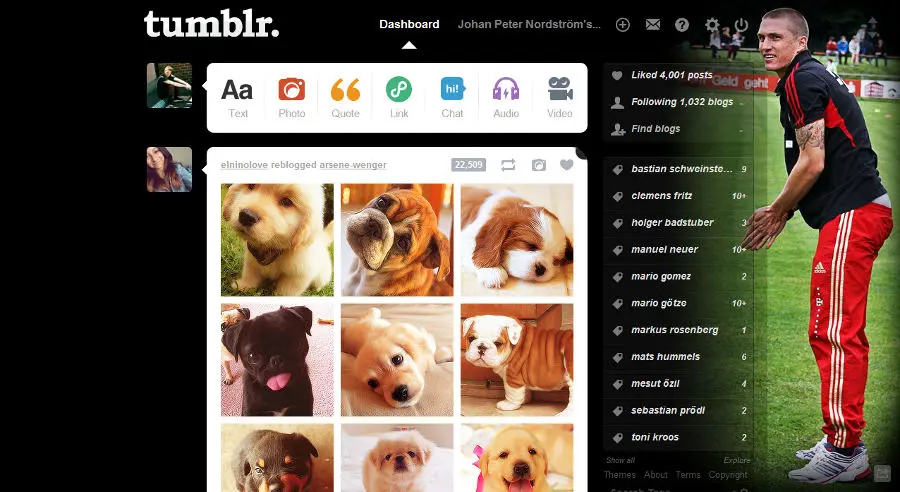 tumblr.
Dashboard
Johan Peter Nordström's...
Aa
hi!
Text
Photo
Quote
Link
Chat
Audio
Video
elninolove reblogged arsene-wenger
22,509
Liked 4,001 posts
Following 1,032 blogs
Find blogs
bastian schweinste... 9
clemens fritz 10+
holger badstuber 3
manuel neuer 10+
mario gomez 2
mario götze 10+
markus rosenberg 1
mats hummels 6
mesut özil 4
sebastian prödl 2
toni kroos 2
Show all
Explore
Themes
About
Terms
Copyright
Geld geht
adidas